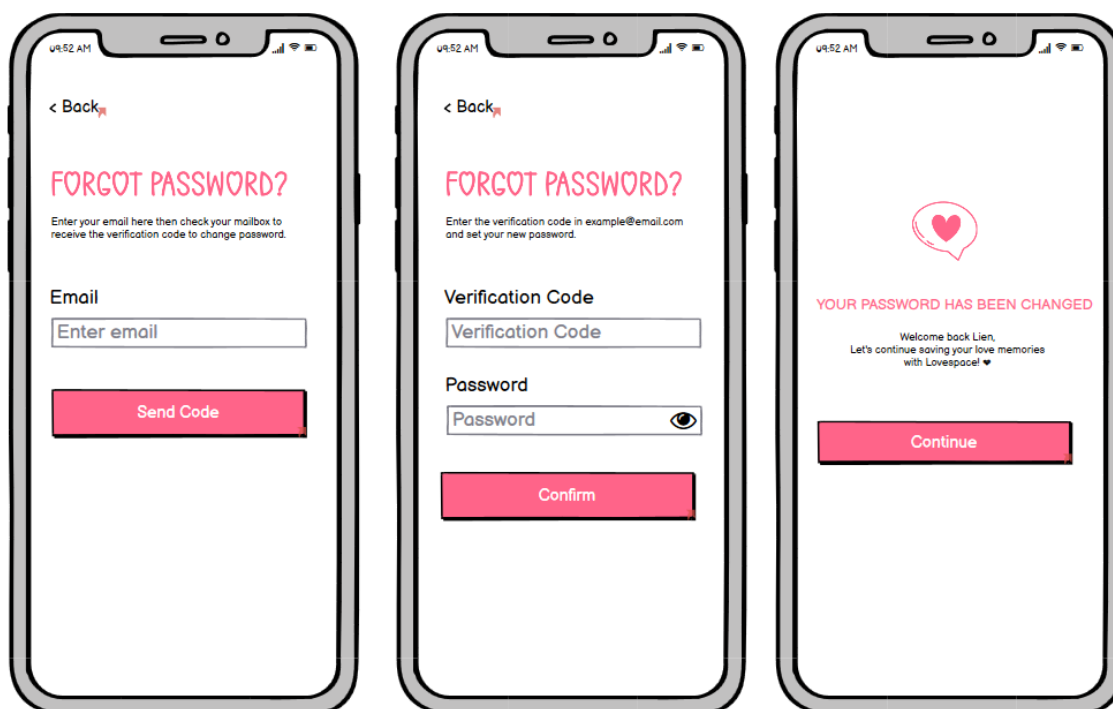 09:52 AM
< Back
FORGOT PASSWORD?
Enter your email here then check your mailbox to
receive the verification code to change password.
Email
Enter email
Send Code
09:52 AM
< Back
FORGOT PASSWORD?
Enter the verification code in example@email.com
and set your new password.
Verification Code
Verification Code
Password
Password
Confirm
09:52 AM
YOUR PASSWORD HAS BEEN CHANGED
Welcome back Lien,
Let's continue saving your love memories
with Lovespace! ❤
Continue